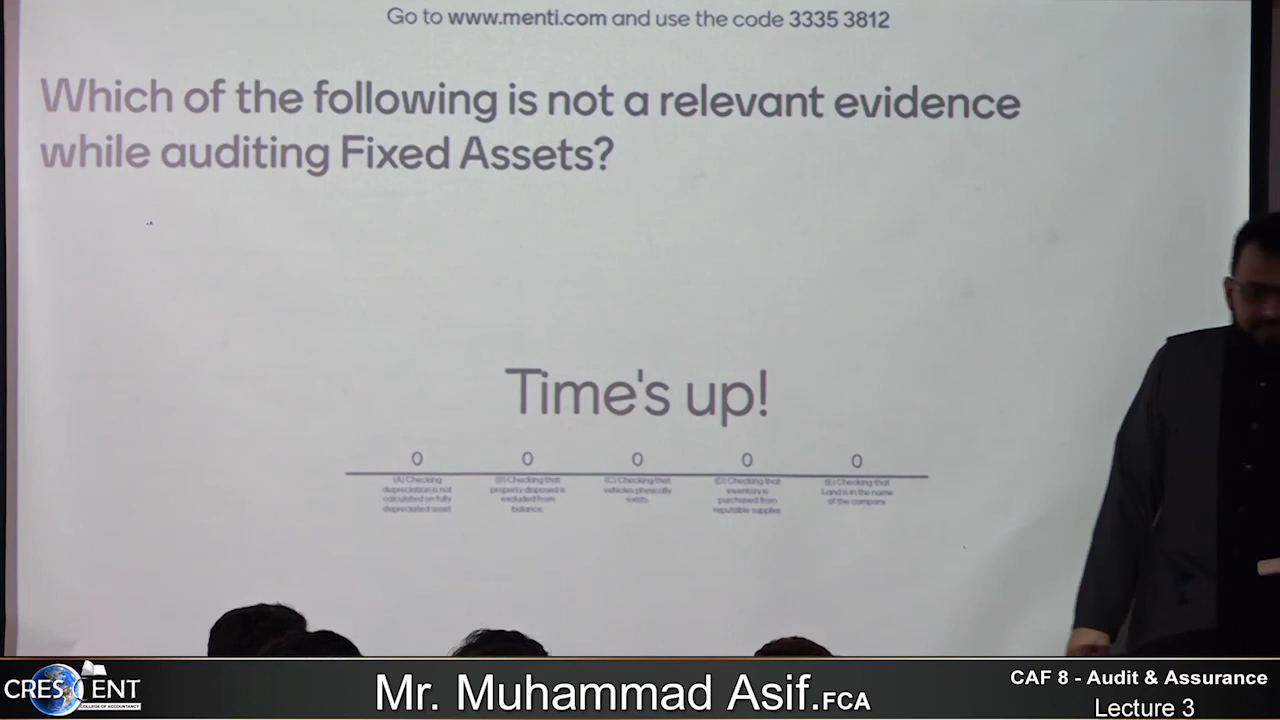 Go to www.menti.com and use the code 3335 3812
Which of the following is not a relevant evidence
while auditing Fixed Assets?
Time's up!
0 0 0 0 0
(A) Checking
depreciation is not
calculated on fully
depreciated asset
(B) Checking that
property disposed is
excluded from
balance.
(C) Checking that
vehicles physically
exists
(D) Checking that
inventory is
purchased from
reputable supplier
(E) Checking that
Land is in the name
of the company
CRESCENT
COLLEGE OF ACCOUNTANCY
Mr. Muhammad Asif.FCA
CAF 8 - Audit & Assurance
Lecture 3